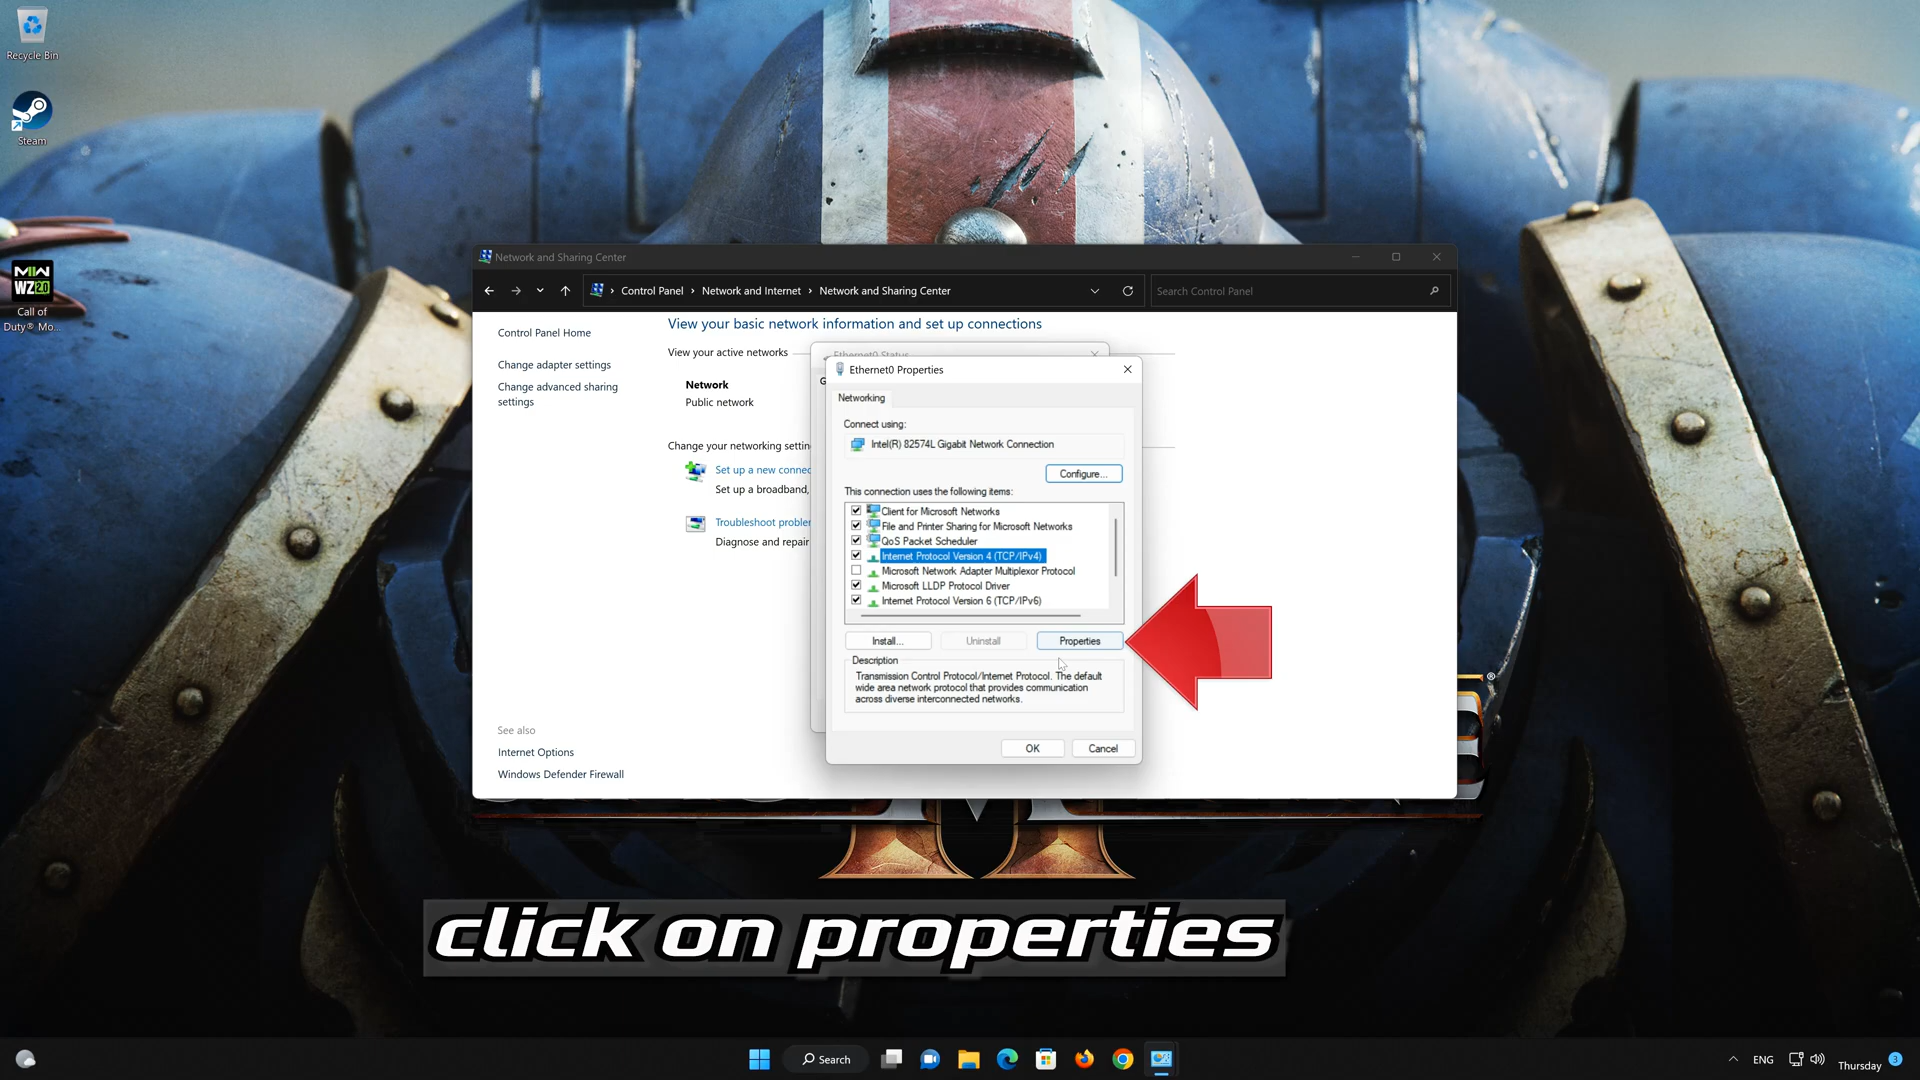 Recycle Bin
Steam
MW
WZ 2.0
Call of
Duty® Mo...
Network and Sharing Center
Control Panel > Network and Internet > Network and Sharing Center
Search Control Panel
Control Panel Home
Change adapter settings
Change advanced sharing
settings
View your basic network information and set up connections
View your active networks
Network
Public network
Change your networking settin
Set up a new connec
Set up a broadband,
Troubleshoot probler
Diagnose and repair
See also
Internet Options
Windows Defender Firewall
Ethernet0 Status
G
Ethernet0 Properties
Networking
Connect using:
Intel(R) 82574L Gigabit Network Connection
Configure...
This connection uses the following items:
Client for Microsoft Networks
File and Printer Sharing for Microsoft Networks
QoS Packet Scheduler
Internet Protocol Version 4 (TCP/IPv4)
Microsoft Network Adapter Multiplexor Protocol
Microsoft LLDP Protocol Driver
Internet Protocol Version 6 (TCP/IPv6)
Install...
Uninstall
Properties
Description
Transmission Control Protocol/Internet Protocol. The default
wide area network protocol that provides communication
across diverse interconnected networks.
OK
Cancel
®
click on properties
Search
ENG
Thursday
3